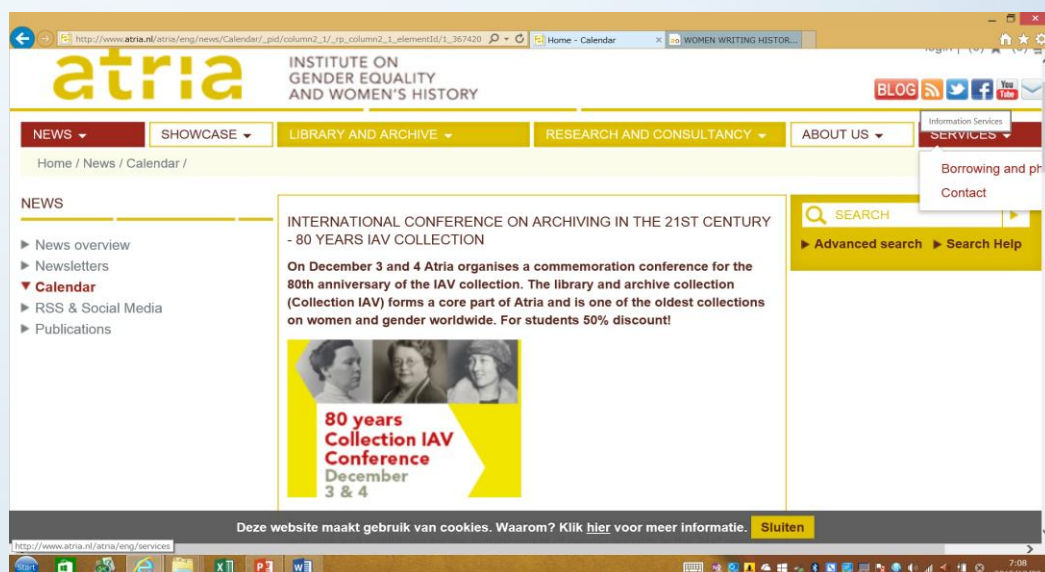 http://www.atria.nl/atria/eng/news/Calendar/_pid/column2_1/_rp_column2_1_elementId/1_367420
Home - Calendar
WOMEN WRITING HISTOR...
atria
INSTITUTE ON
GENDER EQUALITY
AND WOMEN'S HISTORY
BLOG
You
Tube
NEWS
SHOWCASE
LIBRARY AND ARCHIVE
RESEARCH AND CONSULTANCY
ABOUT US
SERVICES
Information Services
Home / News / Calendar /
Borrowing and ph
Contact
NEWS
News overview
Newsletters
Calendar
RSS & Social Media
Publications
INTERNATIONAL CONFERENCE ON ARCHIVING IN THE 21ST CENTURY
- 80 YEARS IAV COLLECTION
On December 3 and 4 Atria organises a commemoration conference for the
80th anniversary of the IAV collection. The library and archive collection
(Collection IAV) forms a core part of Atria and is one of the oldest collections
on women and gender worldwide. For students 50% discount!
80 years
Collection IAV
Conference
December
3 & 4
SEARCH
Advanced search
Search Help
Deze website maakt gebruik van cookies. Waarom? Klik hier voor meer informatie.
Sluiten
http://www.atria.nl/atria/eng/services
Start
7:08